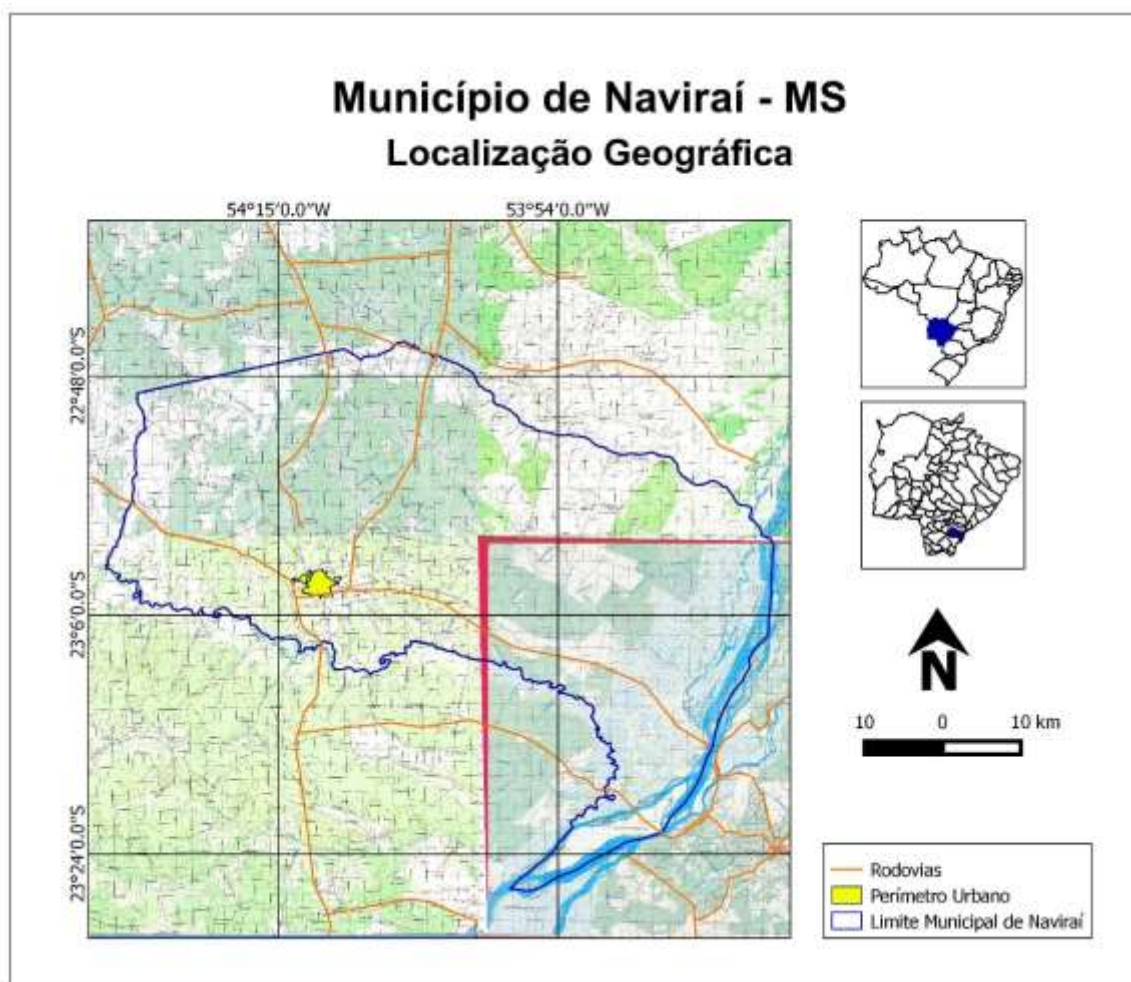 Município de Naviraí - MS
Localização Geográfica
54°15'0.0"W
53°54'0.0"W
22°48'0.0"S
23°6'0.0"S
23°24'0.0"S
N
10 0 10 km
Rodovias
Perímetro Urbano
Limite Municipal de Naviraí